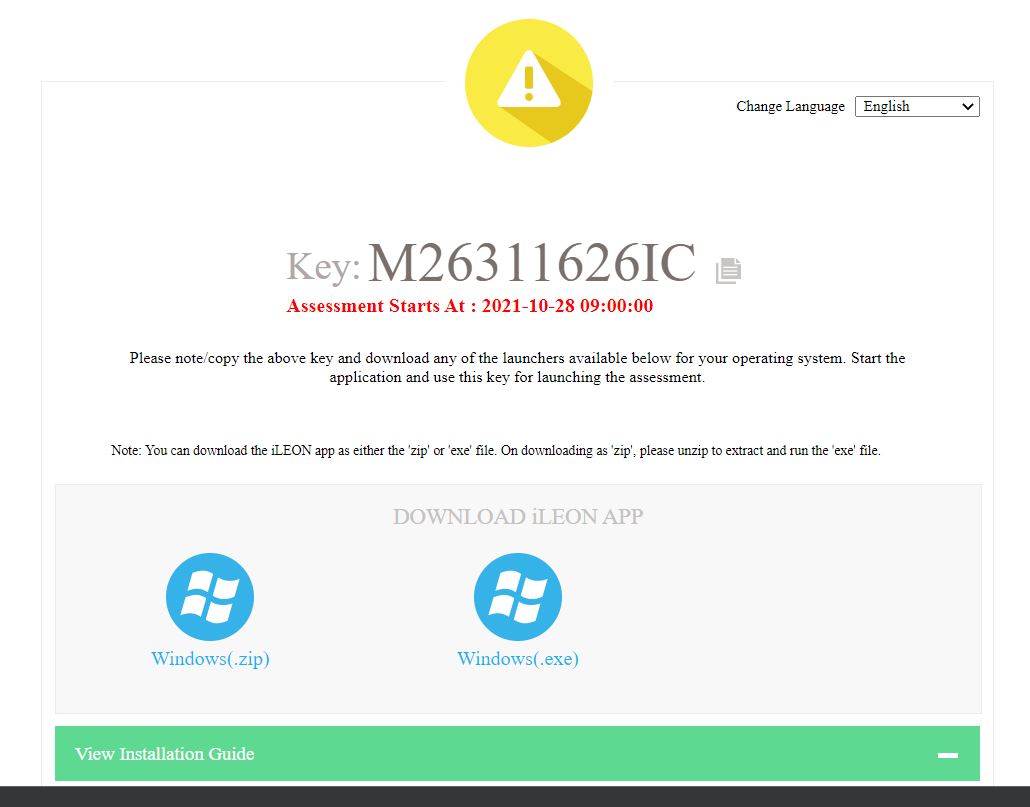 Change Language English
Key: M26311626IC
Assessment Starts At : 2021-10-28 09:00:00
Please note/copy the above key and download any of the launchers available below for your operating system. Start the
application and use this key for launching the assessment.
Note: You can download the iLEON app as either the 'zip' or 'exe' file. On downloading as 'zip', please unzip to extract and run the 'exe' file.
DOWNLOAD iLEON APP
Windows(.zip) Windows(.exe)
View Installation Guide